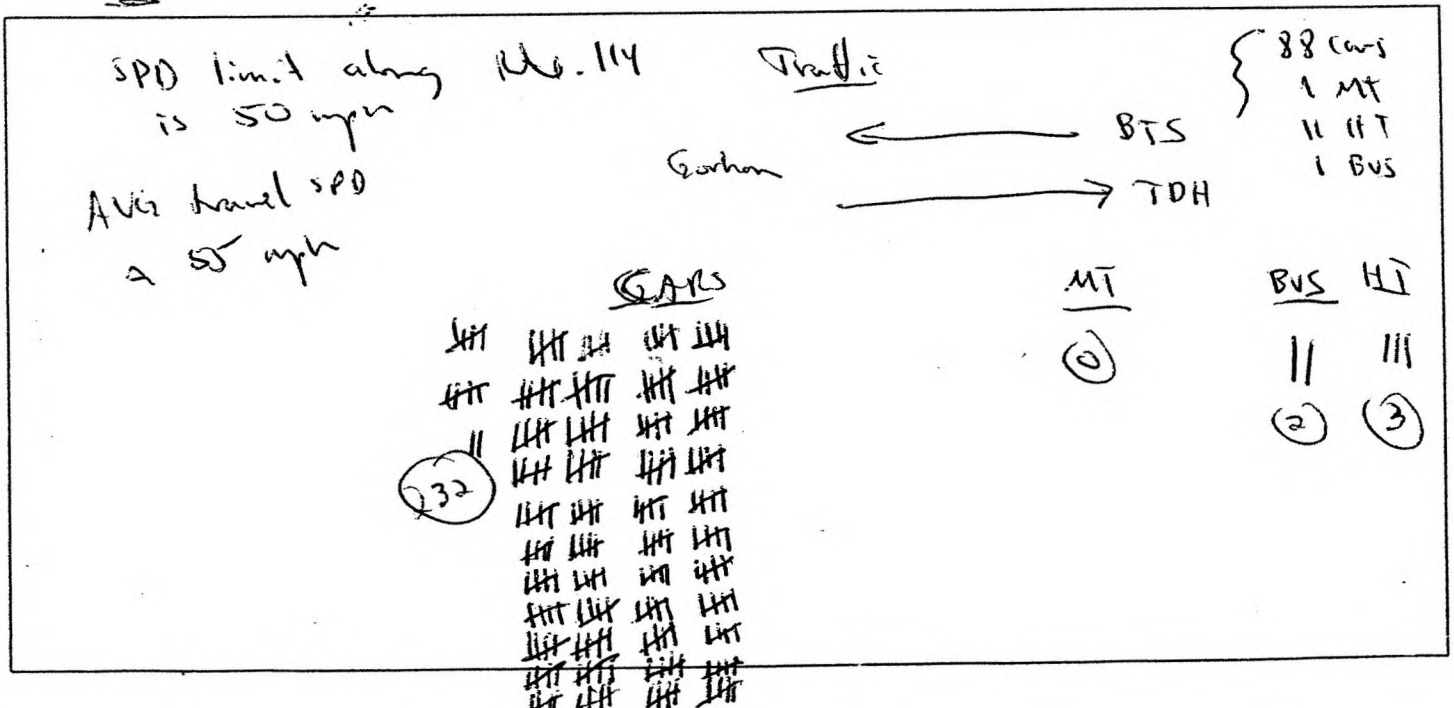 SPD limit along Rte. 114
is 50 mph
AVG travel SPD
≈ 55 mph
Traffic
Gorham
← BTS
→ TDH
88 Cars
1 MT
11 HT
1 BUS
CARS
232
MT
0
BUS HT
|| |||
2 3